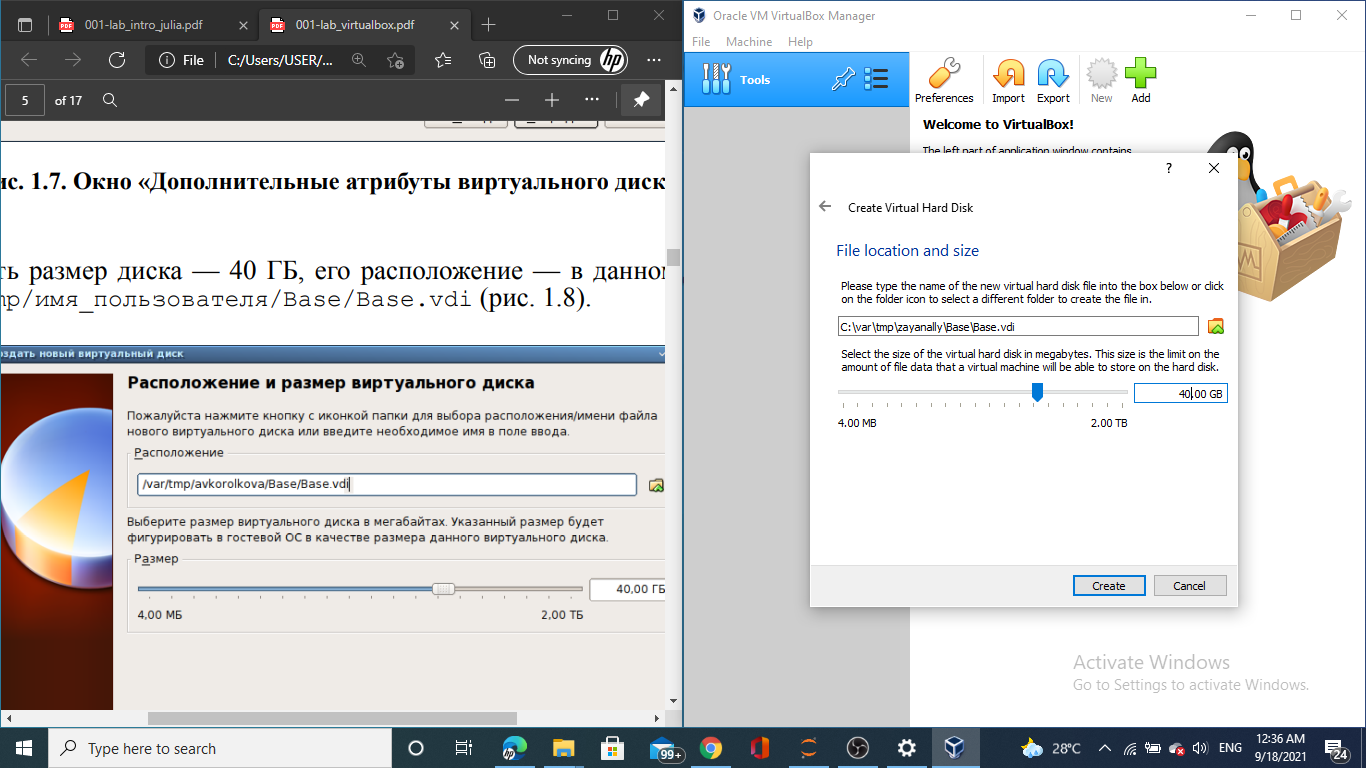 001-lab_intro_julia.pdf
001-lab_virtualbox.pdf
File
C:/Users/USER/...
Not syncing
hp
5
of 17
ис. 1.7. Окно «Дополнительные атрибуты виртуального диск
ть размер диска — 40 ГБ, его расположение — в данном
mp/имя_пользователя/Base/Base.vdi (рис. 1.8).
оздать новый виртуальный диск
Расположение и размер виртуального диска
Пожалуйста нажмите кнопку с иконкой папки для выбора расположения/имени файла
нового виртуального диска или введите необходимое имя в поле ввода.
Расположение
/var/tmp/avkorolkova/Base/Base.vdi
Выберите размер виртуального диска в мегабайтах. Указанный размер будет
фигурировать в гостевой ОС в качестве размера данного виртуального диска.
Размер
40,00 ГБ
4,00 МБ
2,00 ТБ
Oracle VM VirtualBox Manager
File
Machine
Help
Tools
Preferences
Import
Export
New
Add
Welcome to VirtualBox!
The left part of application window contains
?
Create Virtual Hard Disk
File location and size
Please type the name of the new virtual hard disk file into the box below or click
on the folder icon to select a different folder to create the file in.
C:\var\tmp\zayanally\Base\Base.vdi
Select the size of the virtual hard disk in megabytes. This size is the limit on the
amount of file data that a virtual machine will be able to store on the hard disk.
40,00 GB
4.00 MB
2.00 TB
Create
Cancel
Activate Windows
Go to Settings to activate Windows.
Type here to search
99+
28°C
ENG
12:36 AM
9/18/2021
24